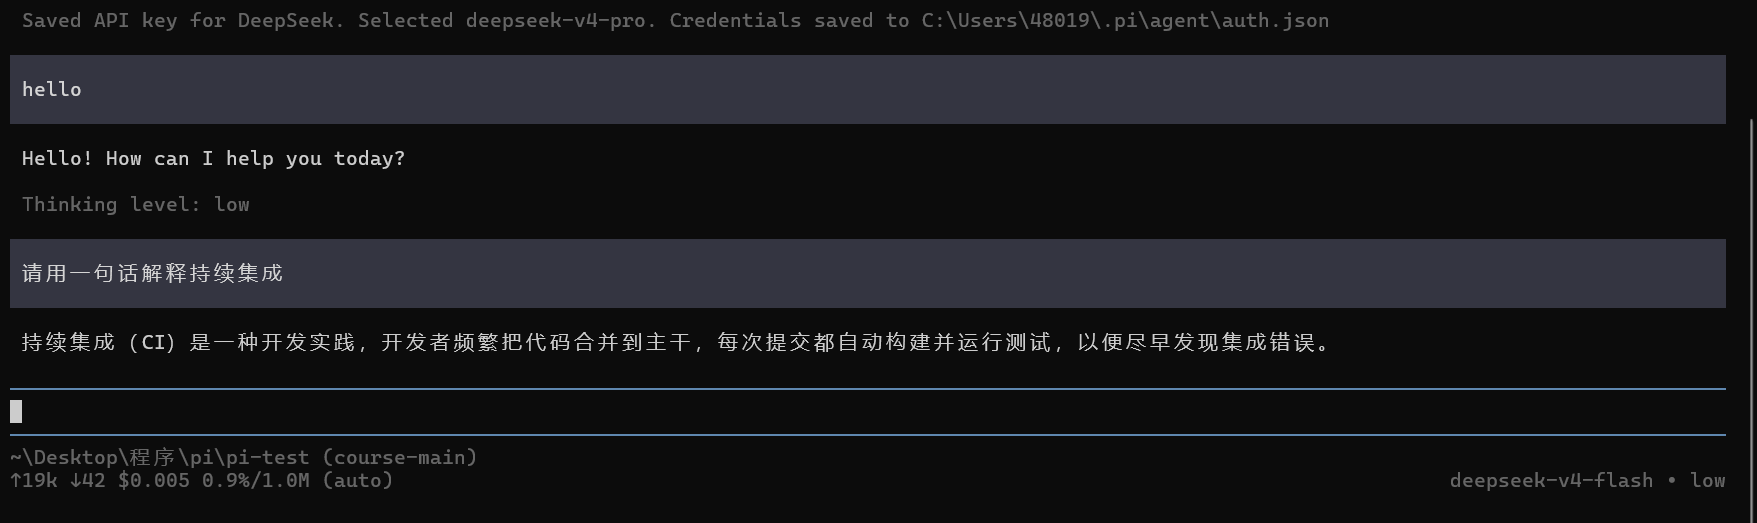 Saved API key for DeepSeek. Selected deepseek-v4-pro. Credentials saved to C:\Users\48019\.pi\agent\auth.json
hello
Hello! How can I help you today?
Thinking level: low
请用一句话解释持续集成
持续集成（CI）是一种开发实践，开发者频繁把代码合并到主干，每次提交都自动构建并运行测试，以便尽早发现集成错误。
~\Desktop\程序\pi\pi-test (course-main)
↑19k ↓42 $0.005 0.9%/1.0M (auto) deepseek-v4-flash • low